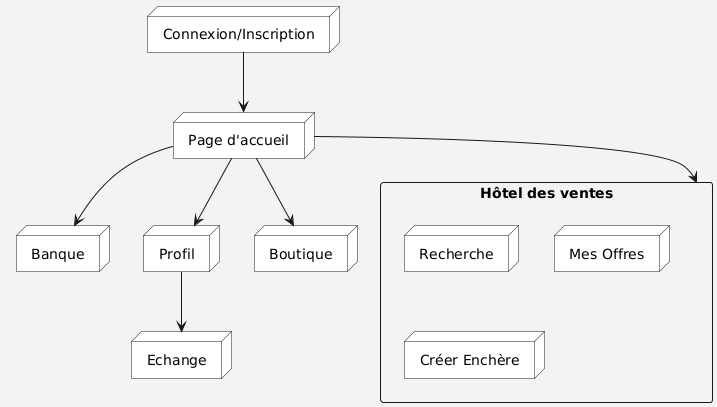 Connexion/Inscription
Page d'accueil
Hôtel des ventes
Banque
Profil
Boutique
Recherche
Mes Offres
Echange
Créer Enchère